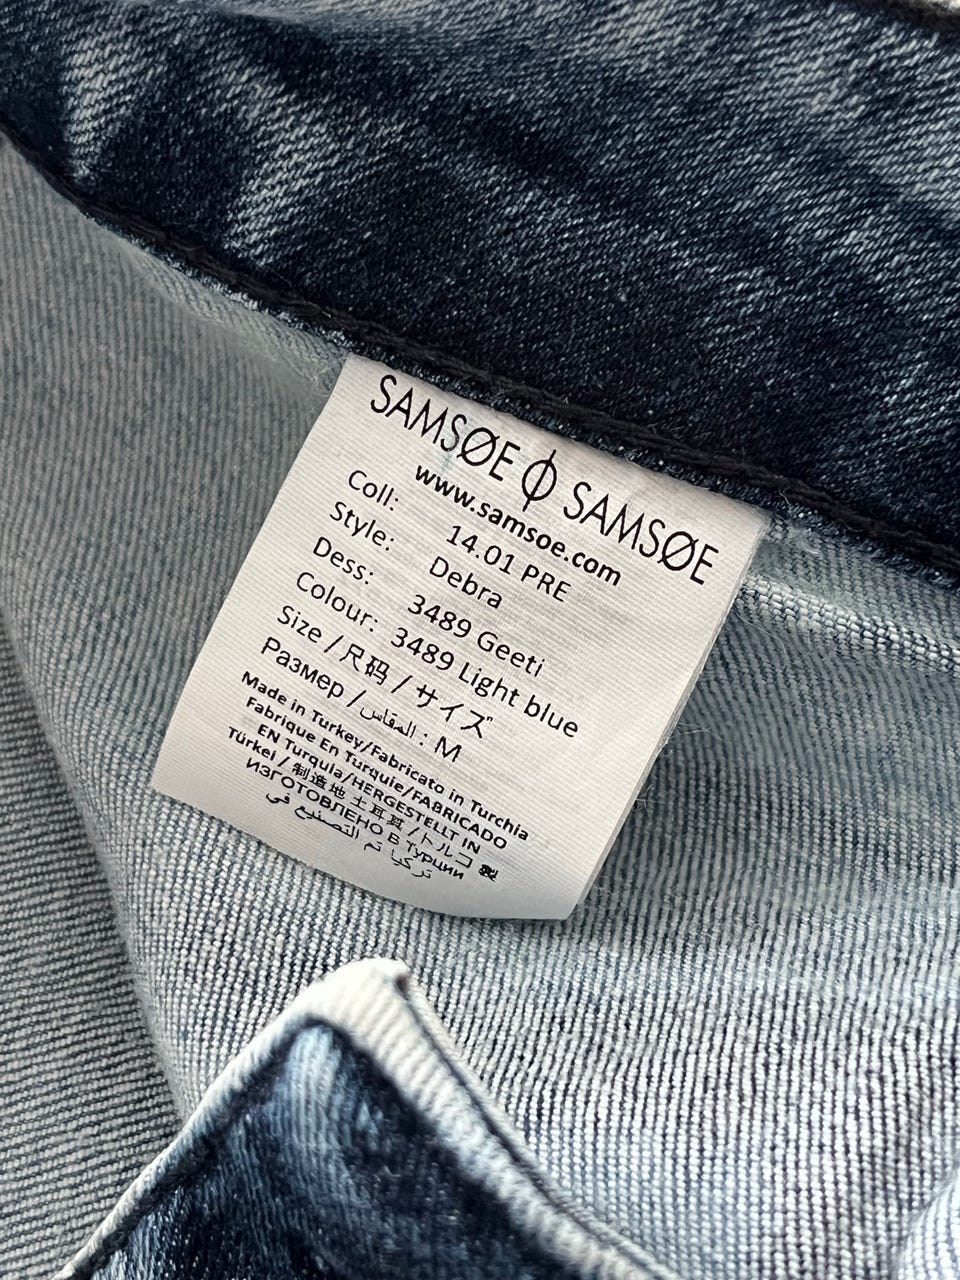 SAMSØE SAMSØE
www.samsoe.com
Coll: 14.01 PRE
Style: Debra
Dess: 3489 Geeti
Colour: 3489 Light blue
Size / 尺码 / サイズ
Размер / المقاس : M
Made in Turkey/Fabricato in Turchia
Fabrique En Turquie/FABRICADO
EN Turquia/HERGESTELLT IN
Türkei / 制造地 土耳其 / トルコ 製
ИЗГОТОВЛЕНО В Турции
تركيا تم التصنيع في